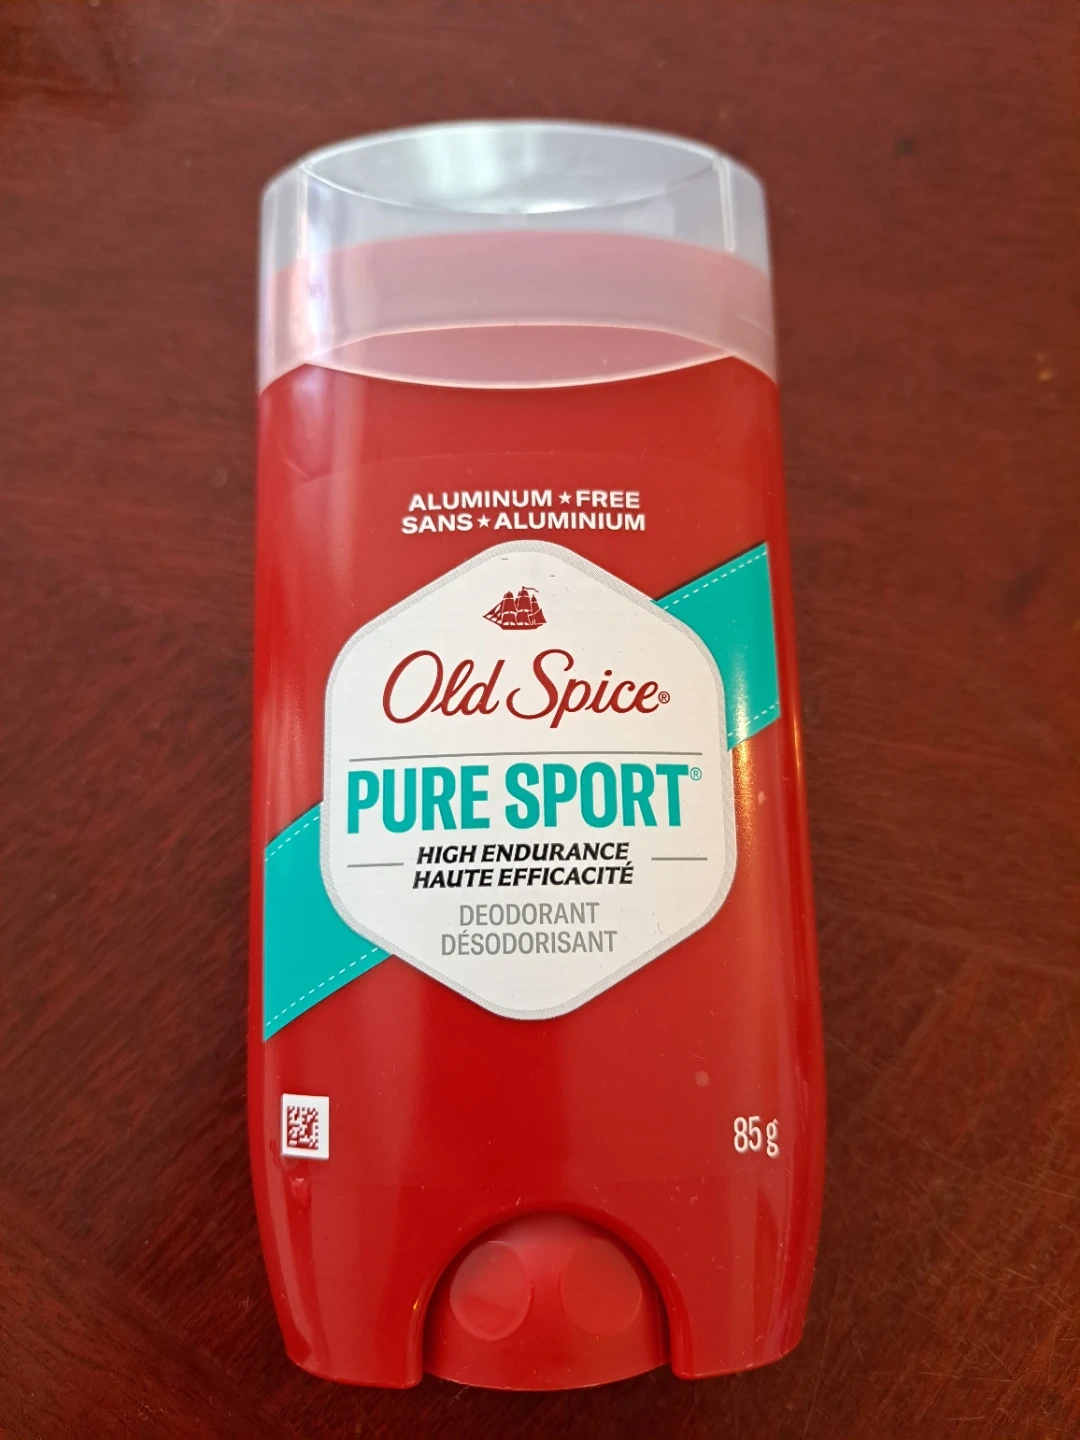 ALUMINUM★FREE
SANS★ALUMINIUM
Old Spice®
PURE SPORT®
HIGH ENDURANCE
HAUTE EFFICACITÉ
DEODORANT
DÉSODORISANT
85 g